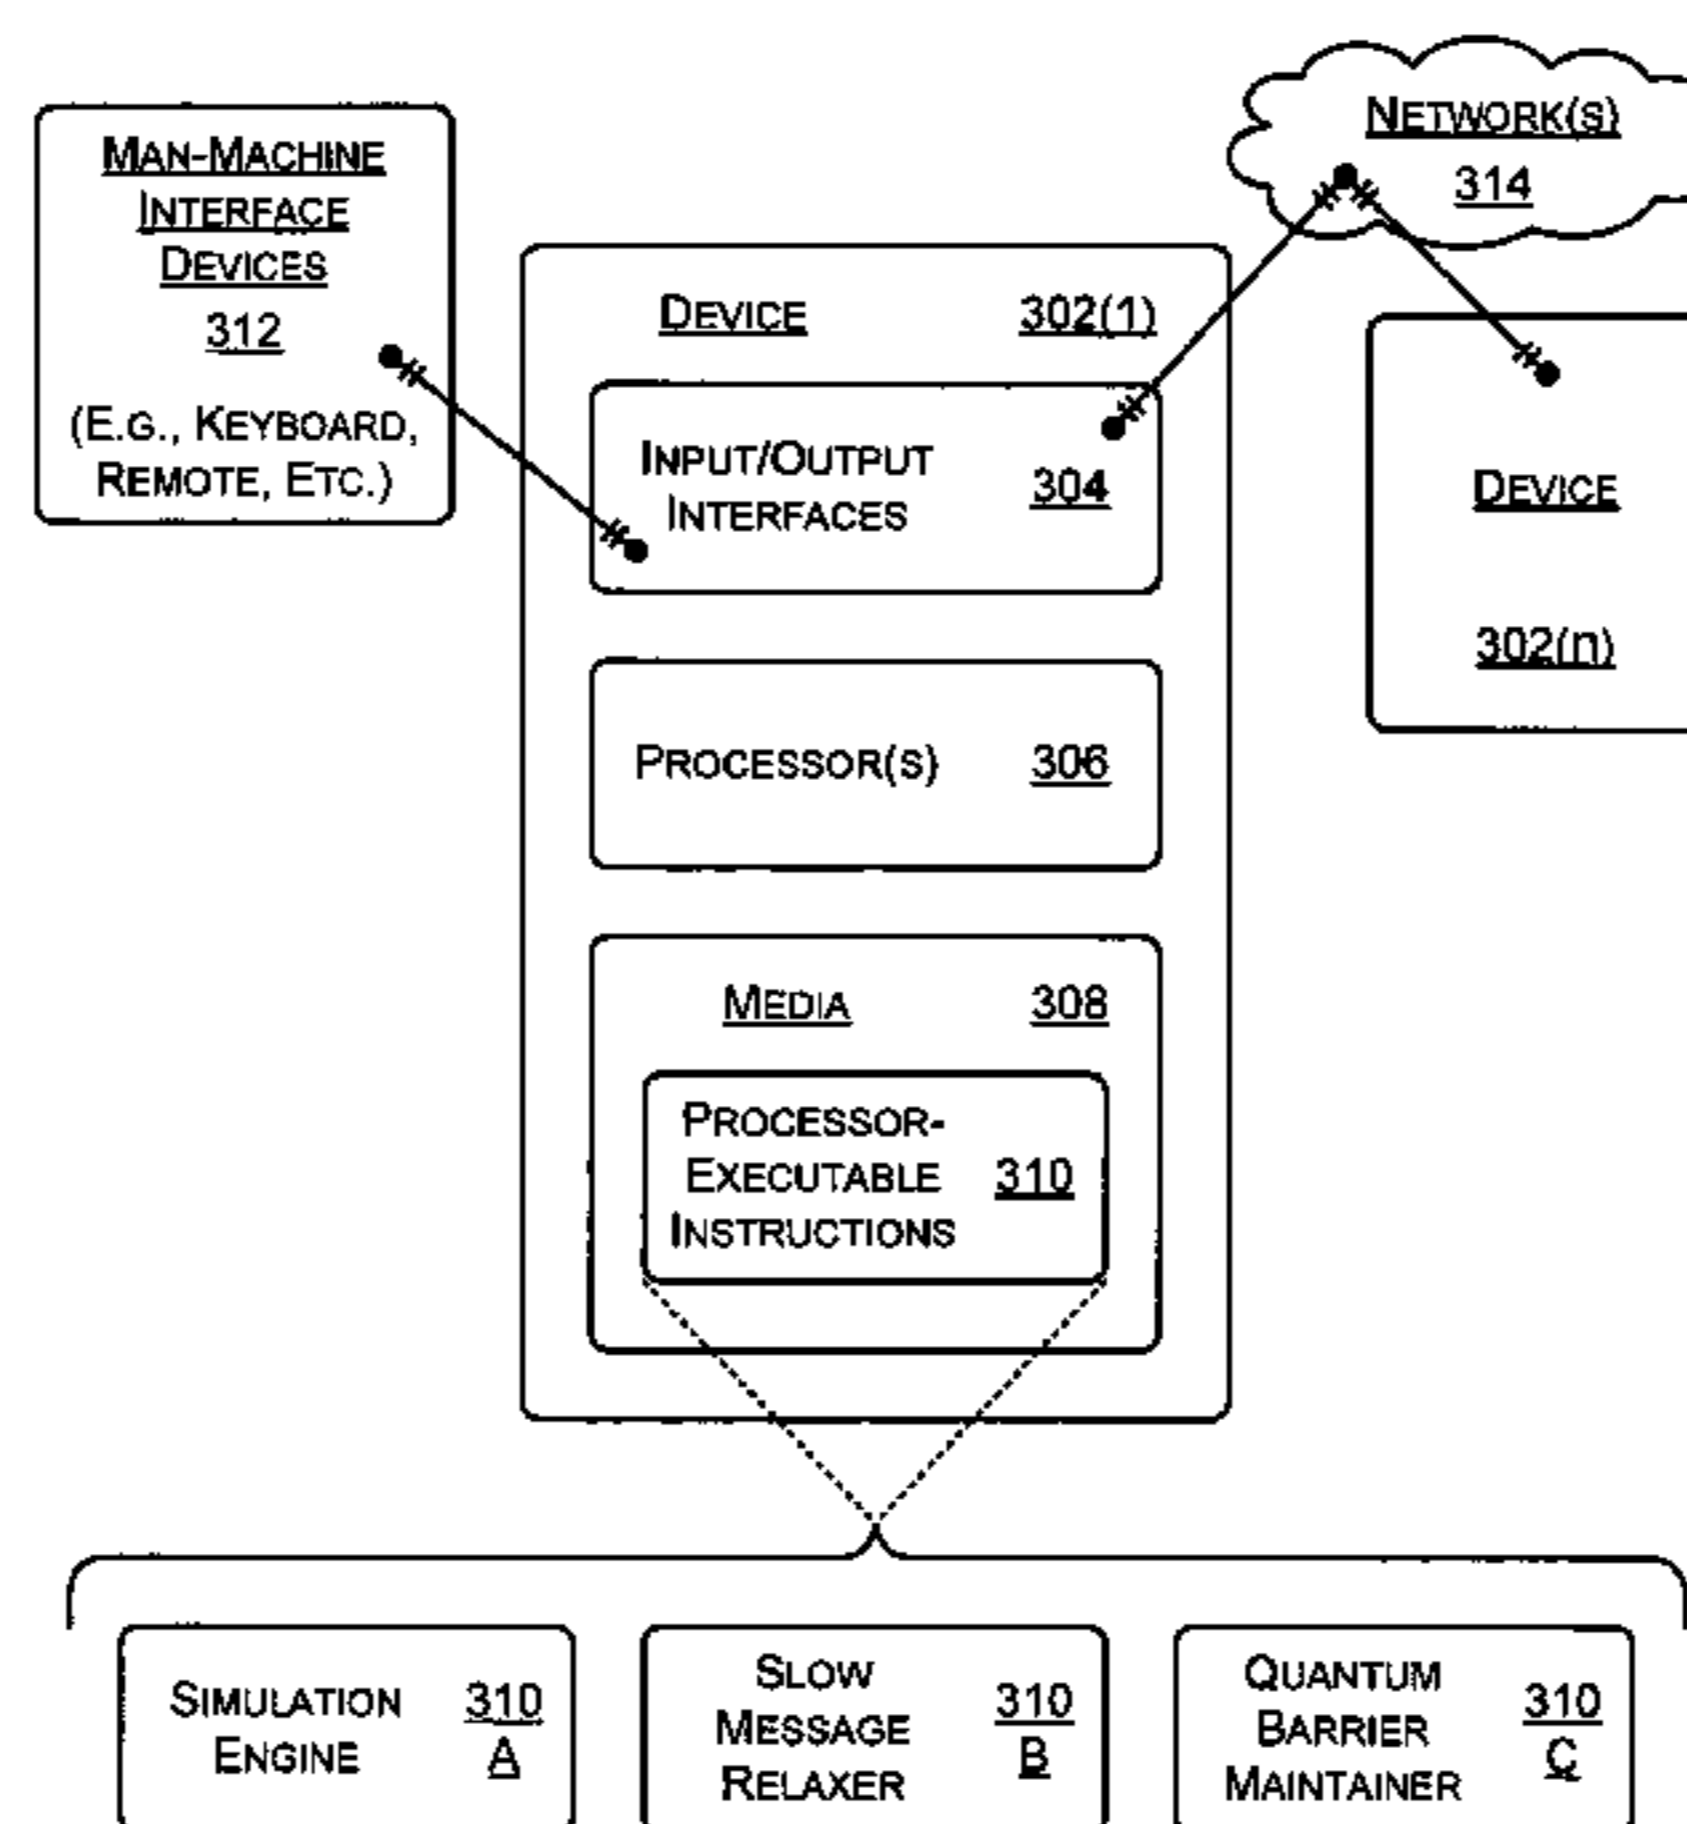 MAN-MACHINE
INTERFACE
DEVICES
312
(E.G., KEYBOARD,
REMOTE, ETC.)
NETWORK(S)
314
DEVICE 302(1)
INPUT/OUTPUT
INTERFACES
304
DEVICE
302(n)
PROCESSOR(S) 306
MEDIA 308
PROCESSOR-
EXECUTABLE
INSTRUCTIONS
310
SIMULATION
ENGINE
310
A
SLOW
MESSAGE
RELAXER
310
B
QUANTUM
BARRIER
MAINTAINER
310
C